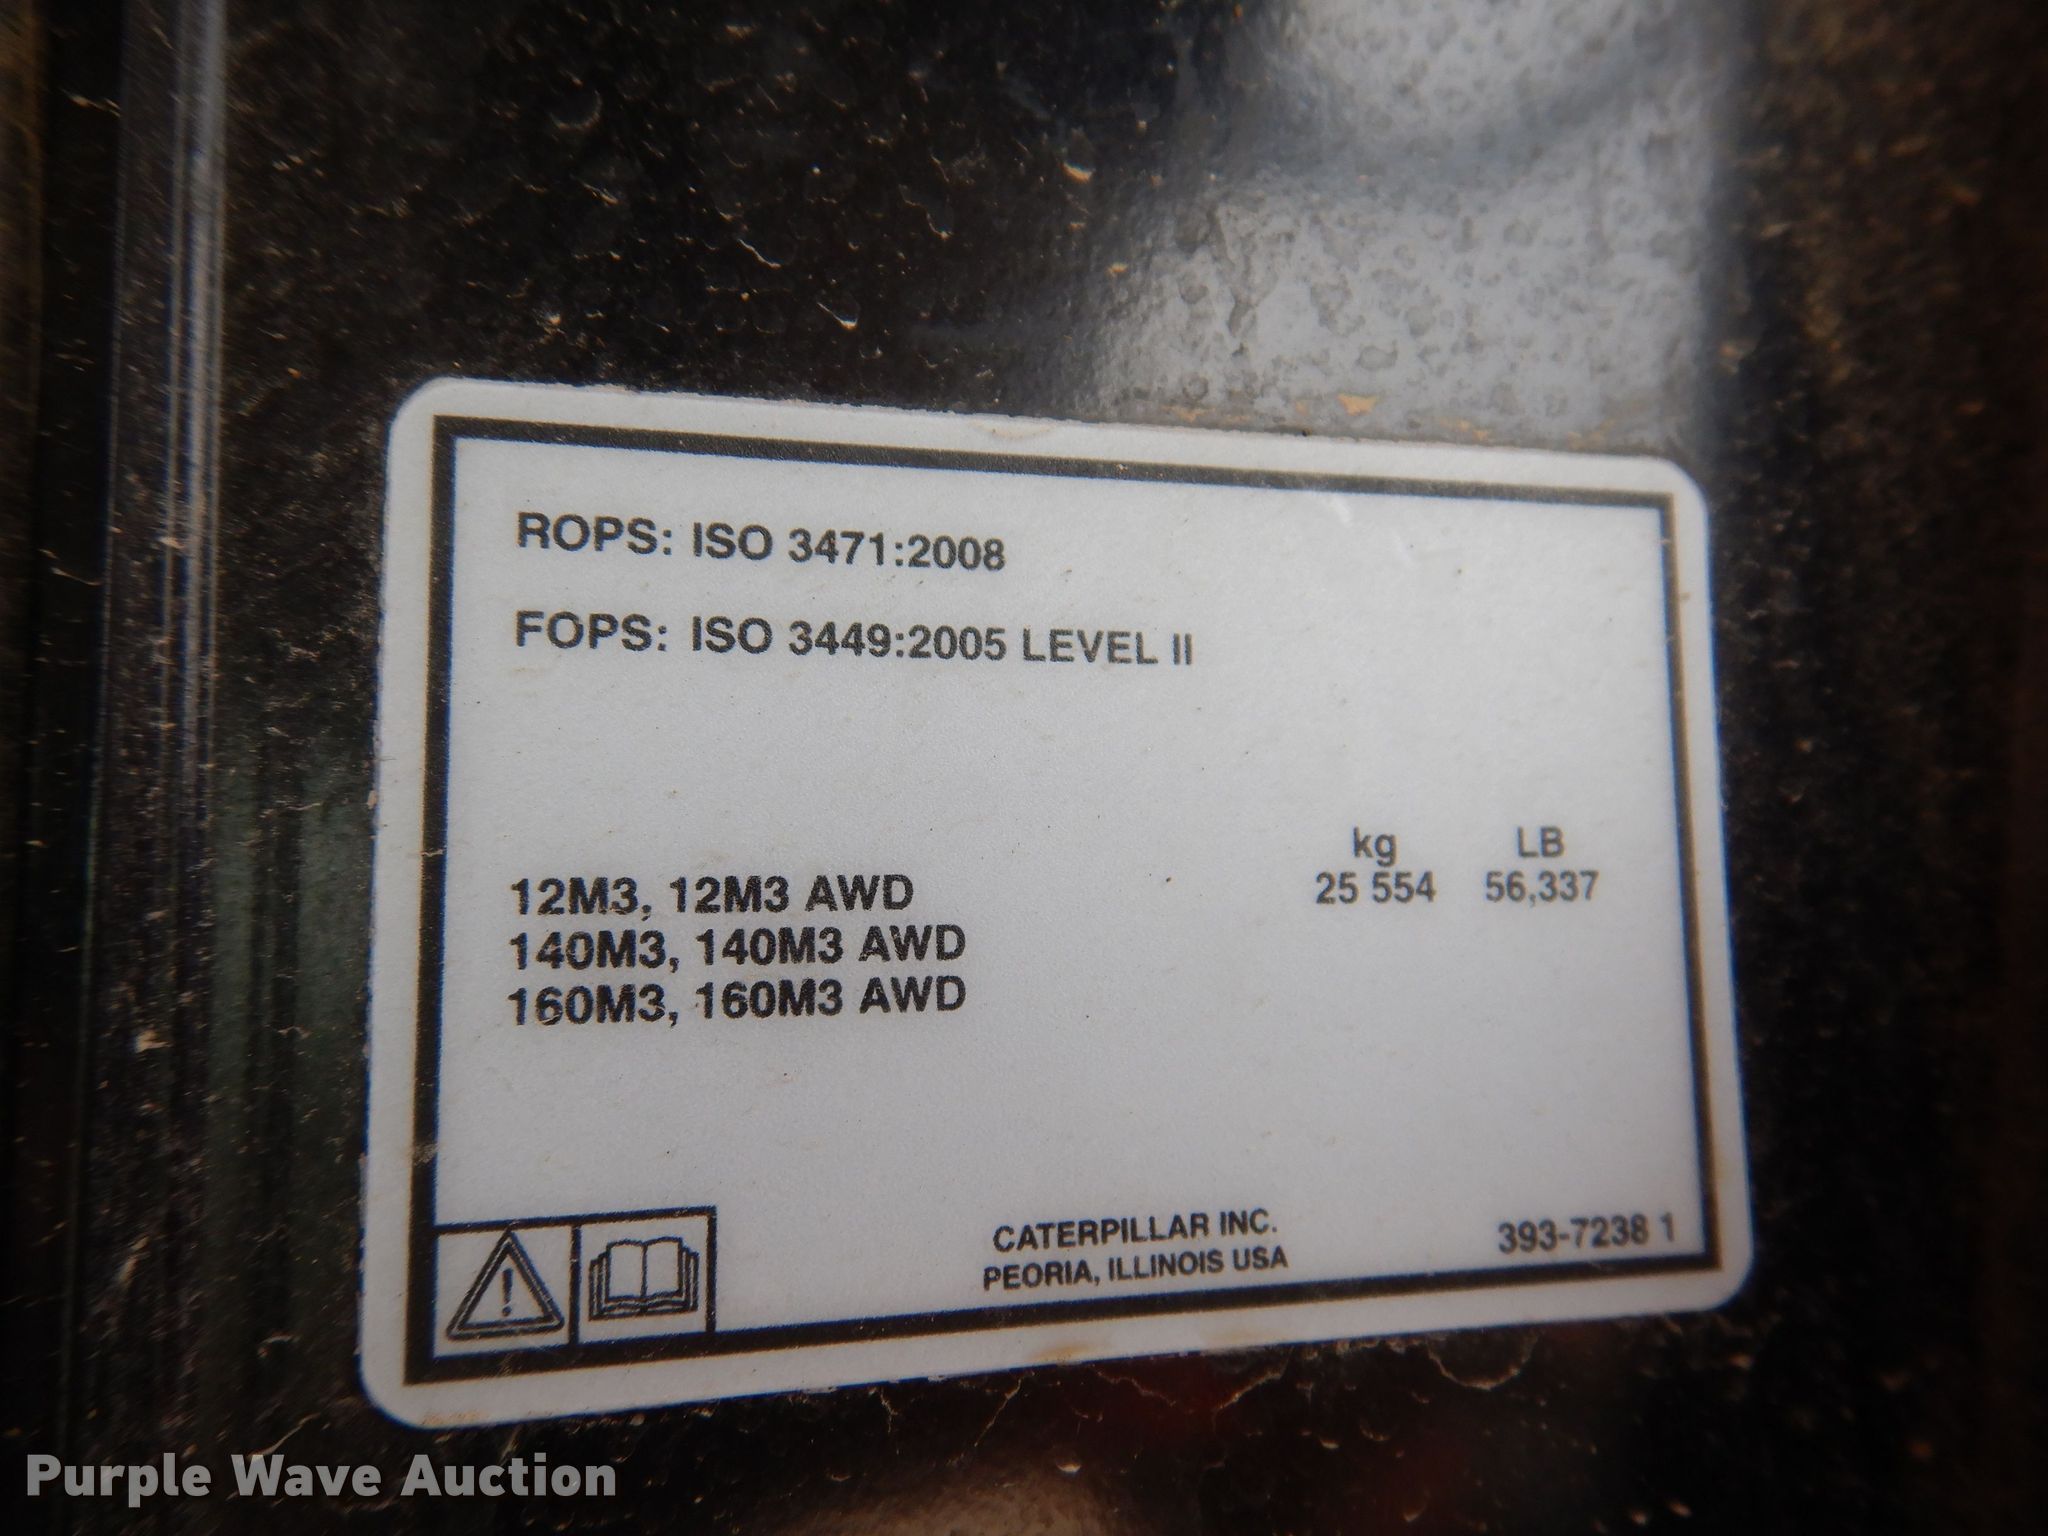 ROPS: ISO 3471:2008
FOPS: ISO 3449:2005 LEVEL II
kg LB
12M3, 12M3 AWD 25 554 56,337
140M3, 140M3 AWD
160M3, 160M3 AWD
CATERPILLAR INC.
PEORIA, ILLINOIS USA
393-7238 1
Purple Wave Auction